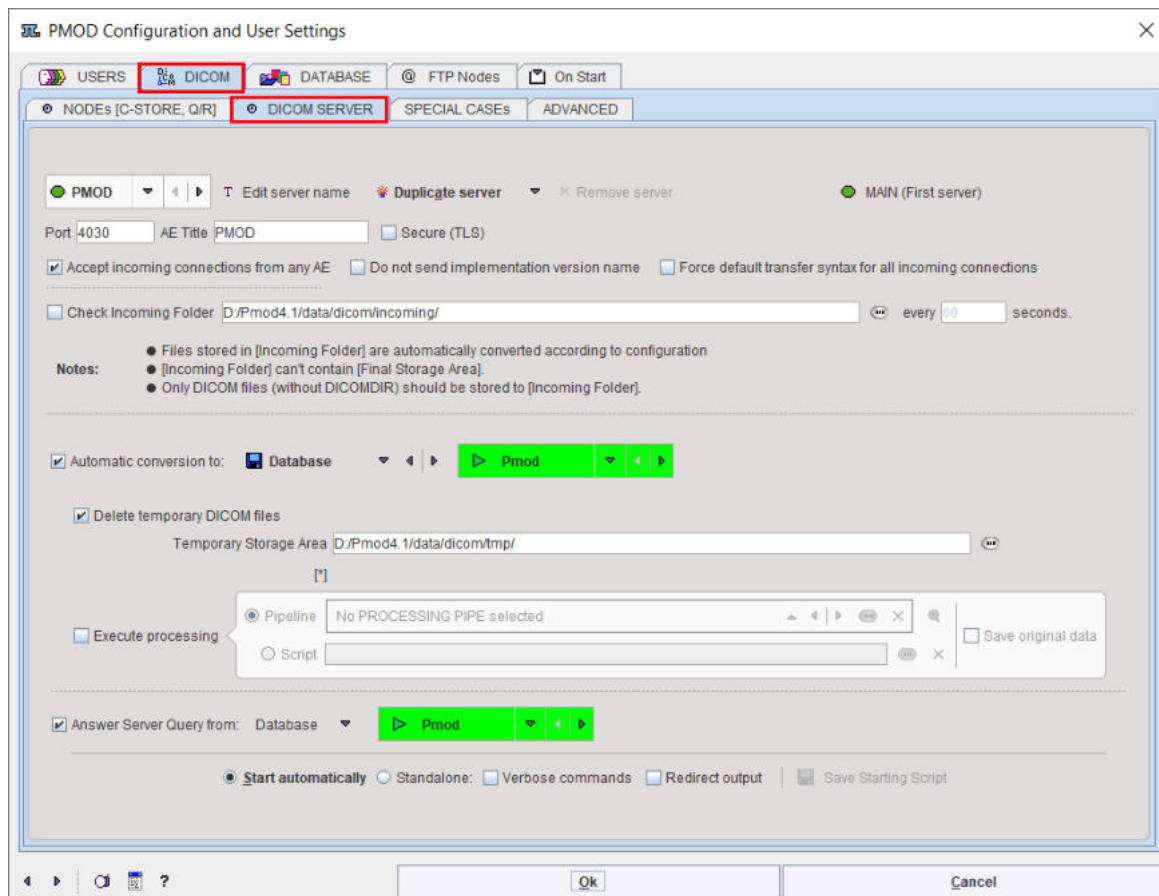 PMOD Configuration and User Settings
USERS DICOM DATABASE @ FTP Nodes On Start
NODEs [C-STORE, Q/R] DICOM SERVER SPECIAL CASEs ADVANCED
PMOD T Edit server name Duplicate server Remove server MAIN (First server)
Port 4030 AE Title PMOD Secure (TLS)
Accept incoming connections from any AE Do not send implementation version name Force default transfer syntax for all incoming connections
Check Incoming Folder D:/Pmod4.1/data/dicom/incoming/ every 60 seconds.
● Files stored in [Incoming Folder] are automatically converted according to configuration
Notes: ● [Incoming Folder] can't contain [Final Storage Area].
● Only DICOM files (without DICOMDIR) should be stored to [Incoming Folder].
Automatic conversion to: Database Pmod
Delete temporary DICOM files
Temporary Storage Area D:/Pmod4.1/data/dicom/tmp/
[*]
Pipeline No PROCESSING PIPE selected
Execute processing Save original data
Script
Answer Server Query from: Database Pmod
Start automatically Standalone: Verbose commands Redirect output Save Starting Script
? Ok Cancel